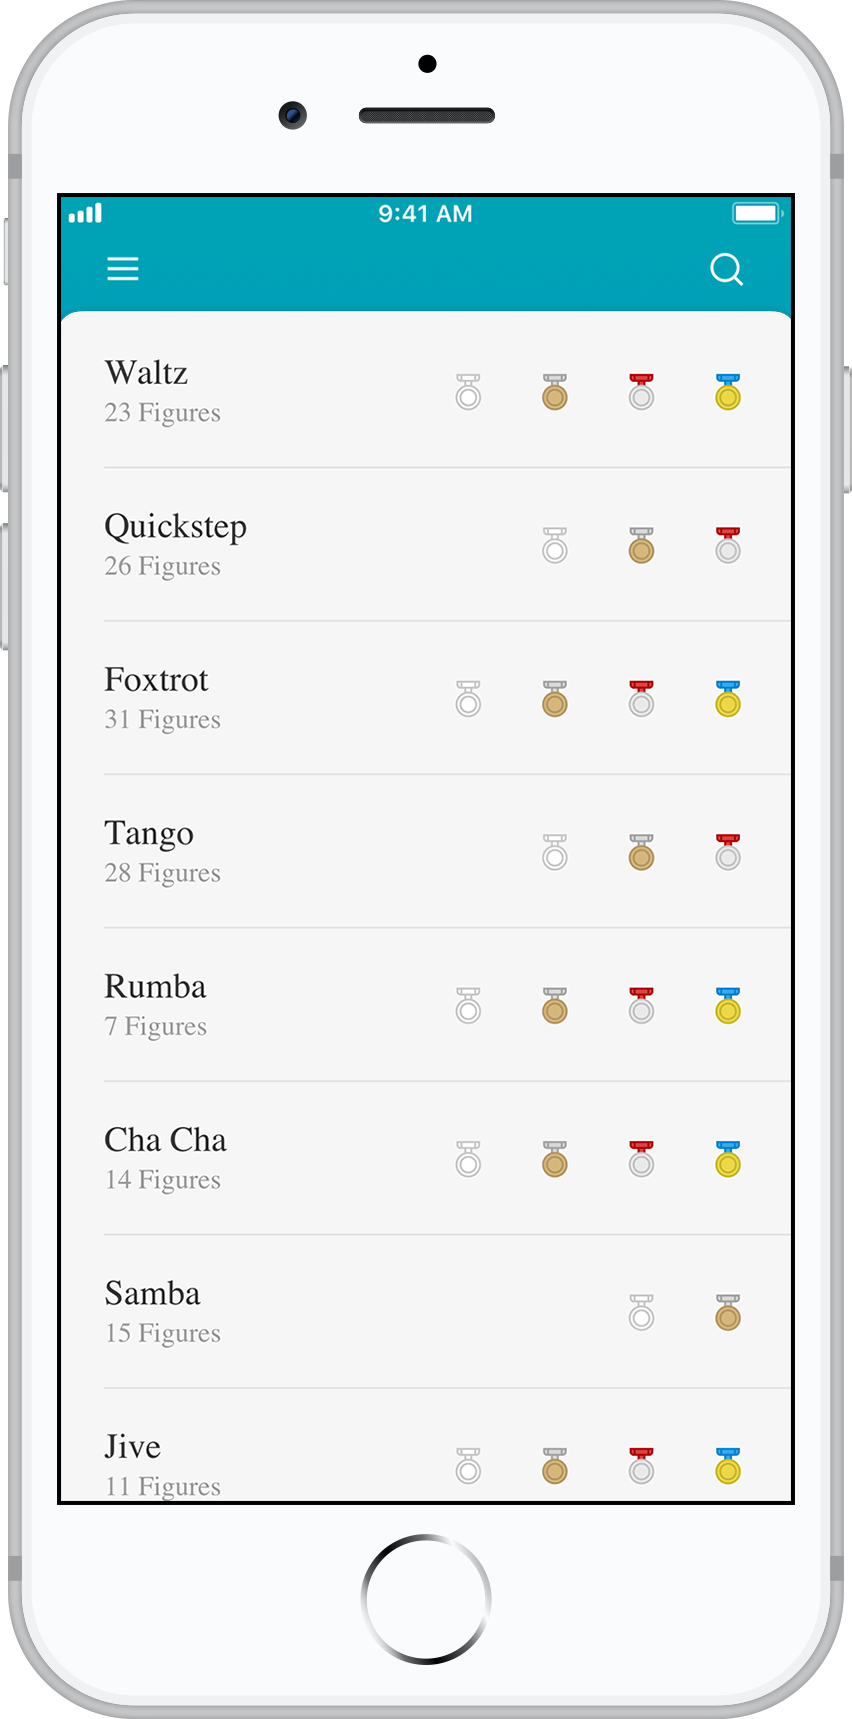 9:41 AM
Waltz
23 Figures
Quickstep
26 Figures
Foxtrot
31 Figures
Tango
28 Figures
Rumba
7 Figures
Cha Cha
14 Figures
Samba
15 Figures
Jive
11 Figures